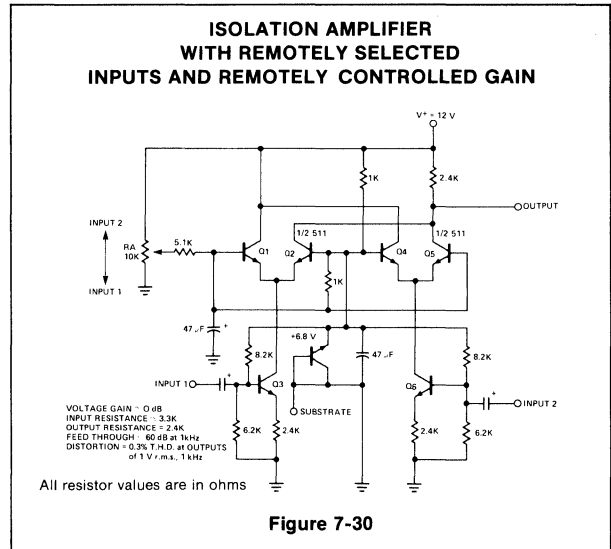 ISOLATION AMPLIFIER
WITH REMOTELY SELECTED
INPUTS AND REMOTELY CONTROLLED GAIN
V+ = 12 V
1K
2.4K
OUTPUT
INPUT 2
RA
10K
INPUT 1
5.1K
Q1
Q2
1/2 511
Q4
Q5
1/2 511
1K
47 µF
+
+6.8 V
47 µF
8.2K
8.2K
INPUT 1
+
Q3
Q6
+
INPUT 2
SUBSTRATE
6.2K
2.4K
2.4K
6.2K
VOLTAGE GAIN ~ 0 dB
INPUT RESISTANCE ~ 3.3K
OUTPUT RESISTANCE = 2.4K
FEED THROUGH - 60 dB at 1kHz
DISTORTION = 0.3% T.H.D. at OUTPUTS
of 1 V r.m.s., 1 kHz
All resistor values are in ohms
Figure 7-30